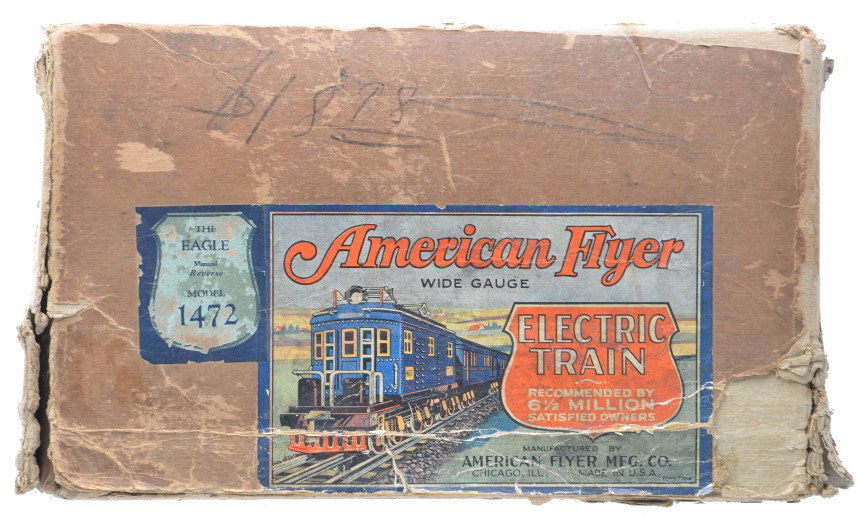 $1898
THE
EAGLE
Manual
Reverse
MODEL
1472
American Flyer
WIDE GAUGE
ELECTRIC
TRAIN
RECOMMENDED BY
6½ MILLION
SATISFIED OWNERS
MANUFACTURED BY
AMERICAN FLYER MFG. CO.
CHICAGO, ILL. MADE IN U.S.A.